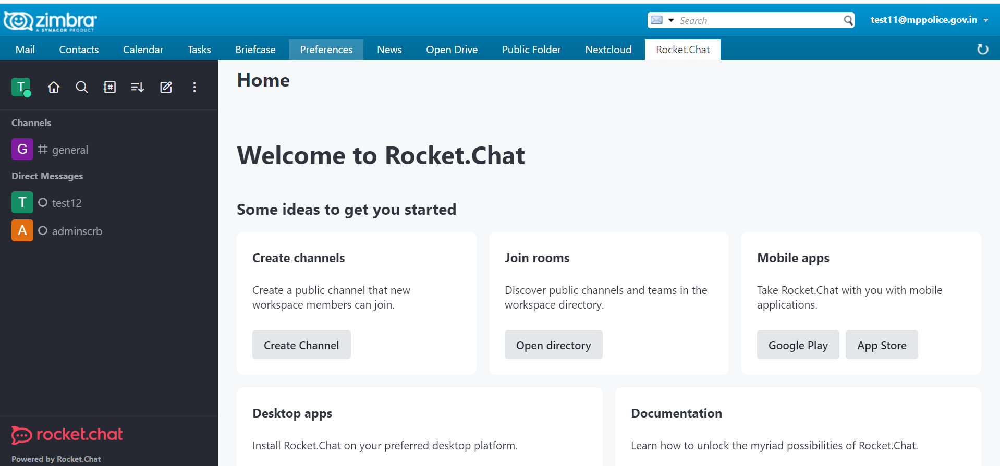 zimbra
A SYNACOR PRODUCT
Search
test11@mppolice.gov.in
Mail Contacts Calendar Tasks Briefcase Preferences News Open Drive Public Folder Nextcloud Rocket.Chat
T
Channels
G # general
Direct Messages
T test12
A adminscrb
rocket.chat
Powered by Rocket.Chat
Home
Welcome to Rocket.Chat
Some ideas to get you started
Create channels
Create a public channel that new
workspace members can join.
Create Channel
Join rooms
Discover public channels and teams in the
workspace directory.
Open directory
Mobile apps
Take Rocket.Chat with you with mobile
applications.
Google Play App Store
Desktop apps
Install Rocket.Chat on your preferred desktop platform.
Documentation
Learn how to unlock the myriad possibilities of Rocket.Chat.